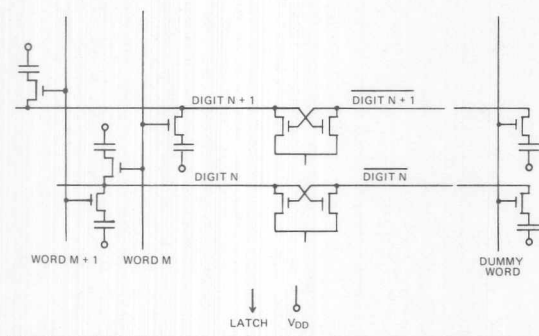 DIGIT N + 1 DIGIT N + 1
DIGIT N DIGIT N
WORD M + 1 WORD M DUMMY
WORD
LATCH VDD